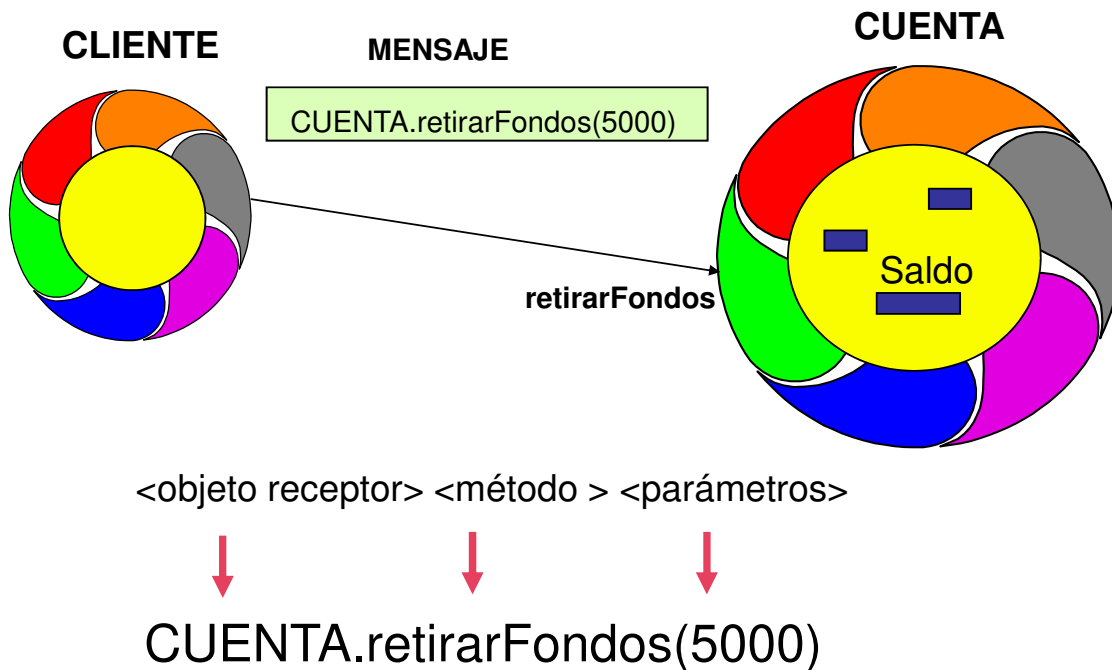 CLIENTE
MENSAJE
CUENTA
CUENTA.retirarFondos(5000)
Saldo
retirarFondos
<objeto receptor> <método > <parámetros>
CUENTA.retirarFondos(5000)